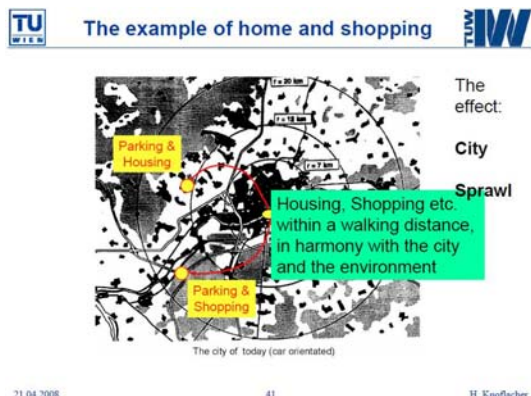 TU
WIEN
The example of home and shopping
TUW
IVV
The
effect:
City
Sprawl
r = 20 km
r = 12 km
r = 7 km
Parking &
Housing
Housing, Shopping etc.
within a walking distance,
in harmony with the city
and the environment
Parking &
Shopping
The city of today (car orientated)
21.04.2008
41
H. Knoflacher